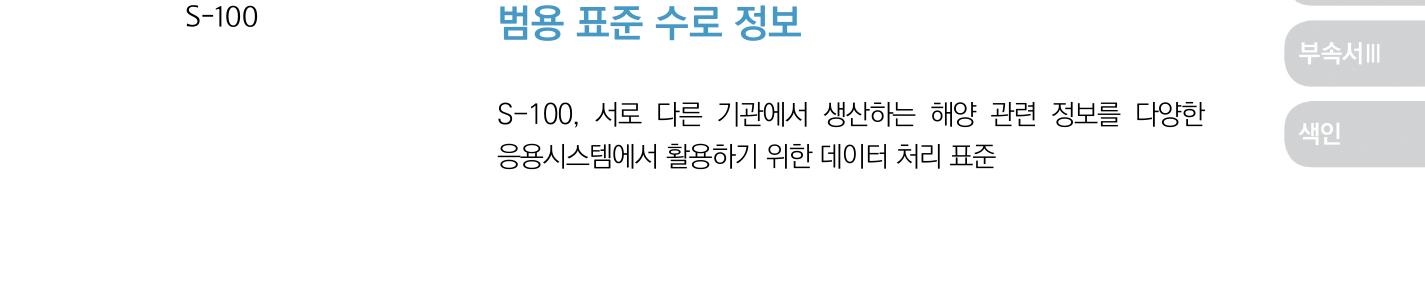 S-100
범용 표준 수로 정보
부속서Ⅲ
S-100, 서로 다른 기관에서 생산하는 해양 관련 정보를 다양한
색인
응용시스템에서 활용하기 위한 데이터 처리 표준